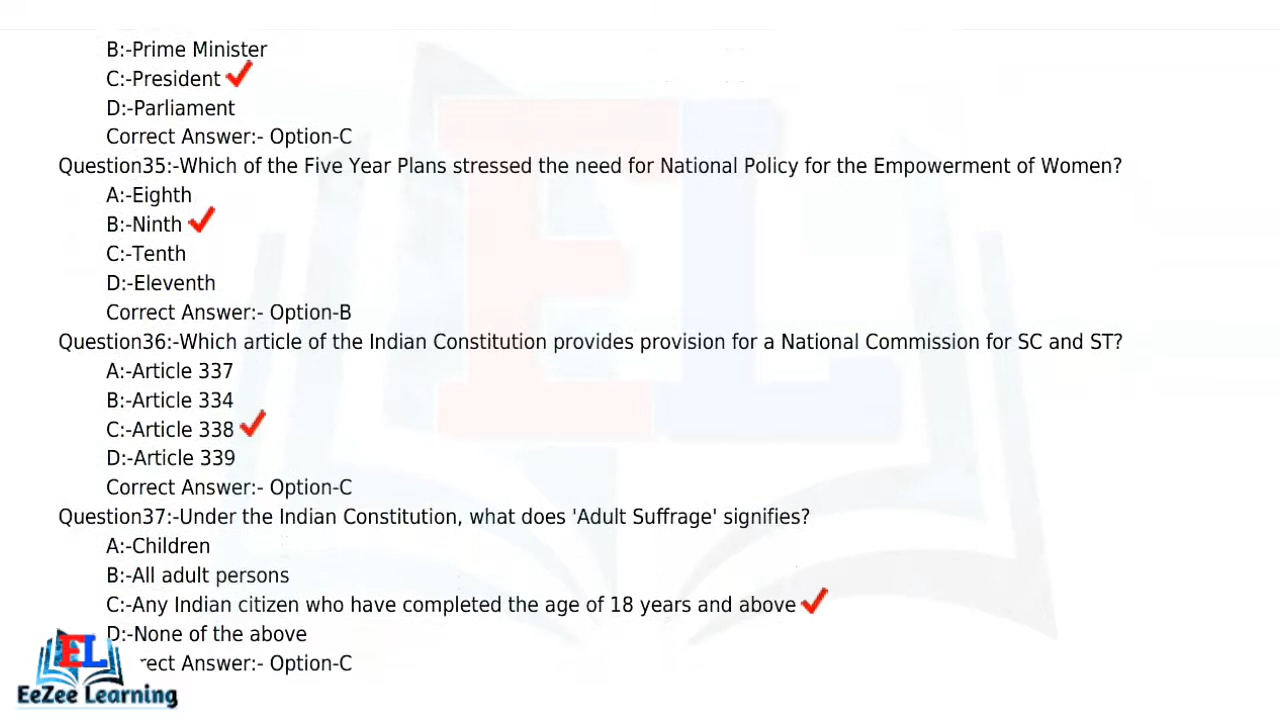 B:-Prime Minister
C:-President
D:-Parliament
Correct Answer:- Option-C
Question35:-Which of the Five Year Plans stressed the need for National Policy for the Empowerment of Women?
A:-Eighth
B:-Ninth
C:-Tenth
D:-Eleventh
Correct Answer:- Option-B
Question36:-Which article of the Indian Constitution provides provision for a National Commission for SC and ST?
A:-Article 337
B:-Article 334
C:-Article 338
D:-Article 339
Correct Answer:- Option-C
Question37:-Under the Indian Constitution, what does 'Adult Suffrage' signifies?
A:-Children
B:-All adult persons
C:-Any Indian citizen who have completed the age of 18 years and above
D:-None of the above
rect Answer:- Option-C
EL
EeZee Learning
EL